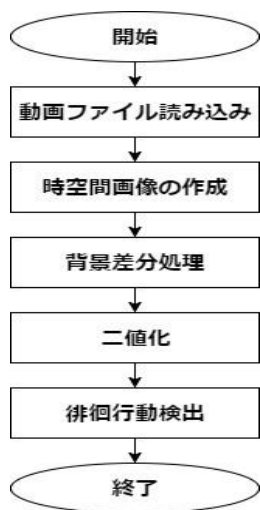 開始
動画ファイル読み込み
時空間画像の作成
背景差分処理
二値化
徘徊行動検出
終了